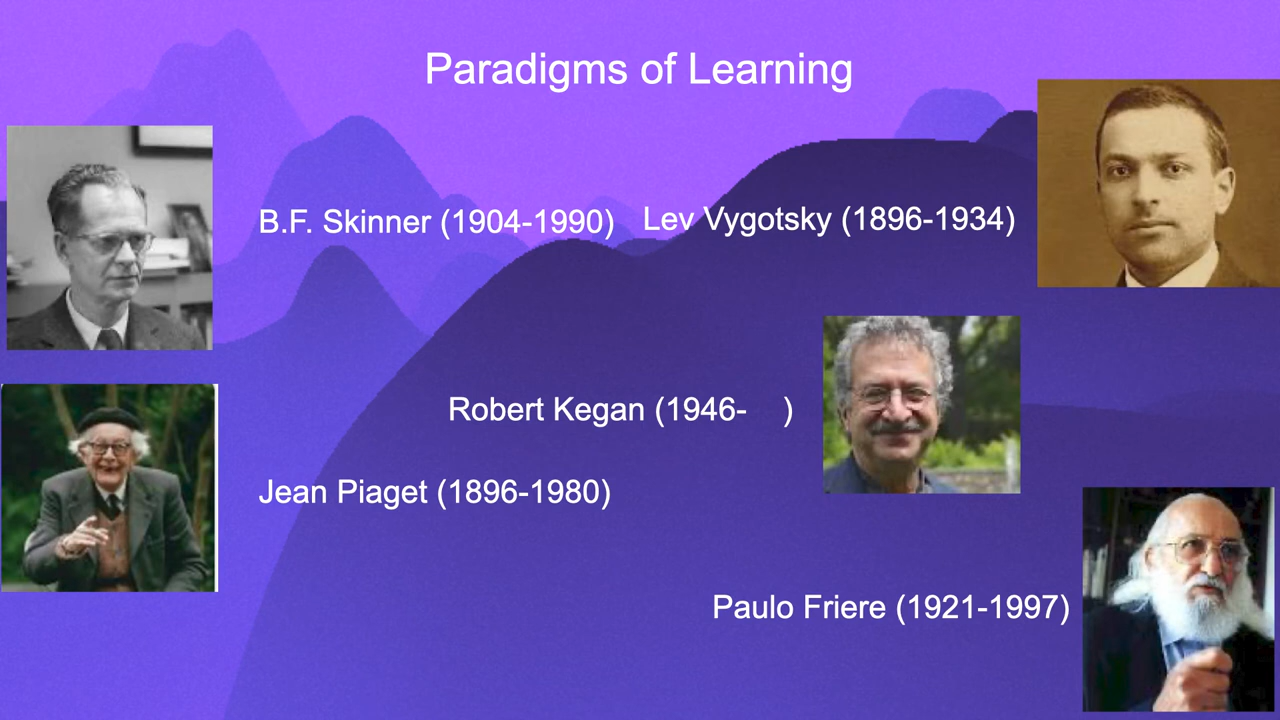 Paradigms of Learning
B.F. Skinner (1904-1990)
Lev Vygotsky (1896-1934)
Robert Kegan (1946-    )
Jean Piaget (1896-1980)
Paulo Friere (1921-1997)